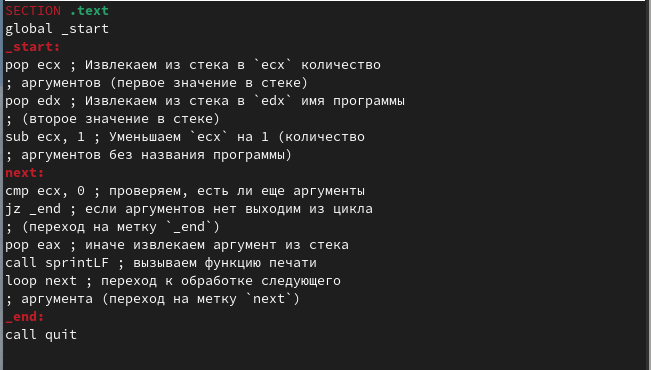 SECTION .text
global _start
_start:
pop ecx ; Извлекаем из стека в `ecx` количество
; аргументов (первое значение в стеке)
pop edx ; Извлекаем из стека в `edx` имя программы
; (второе значение в стеке)
sub ecx, 1 ; Уменьшаем `ecx` на 1 (количество
; аргументов без названия программы)
next:
cmp ecx, 0 ; проверяем, есть ли еще аргументы
jz _end ; если аргументов нет выходим из цикла
; (переход на метку `_end`)
pop eax ; иначе извлекаем аргумент из стека
call sprintLF ; вызываем функцию печати
loop next ; переход к обработке следующего
; аргумента (переход на метку `next`)
_end:
call quit